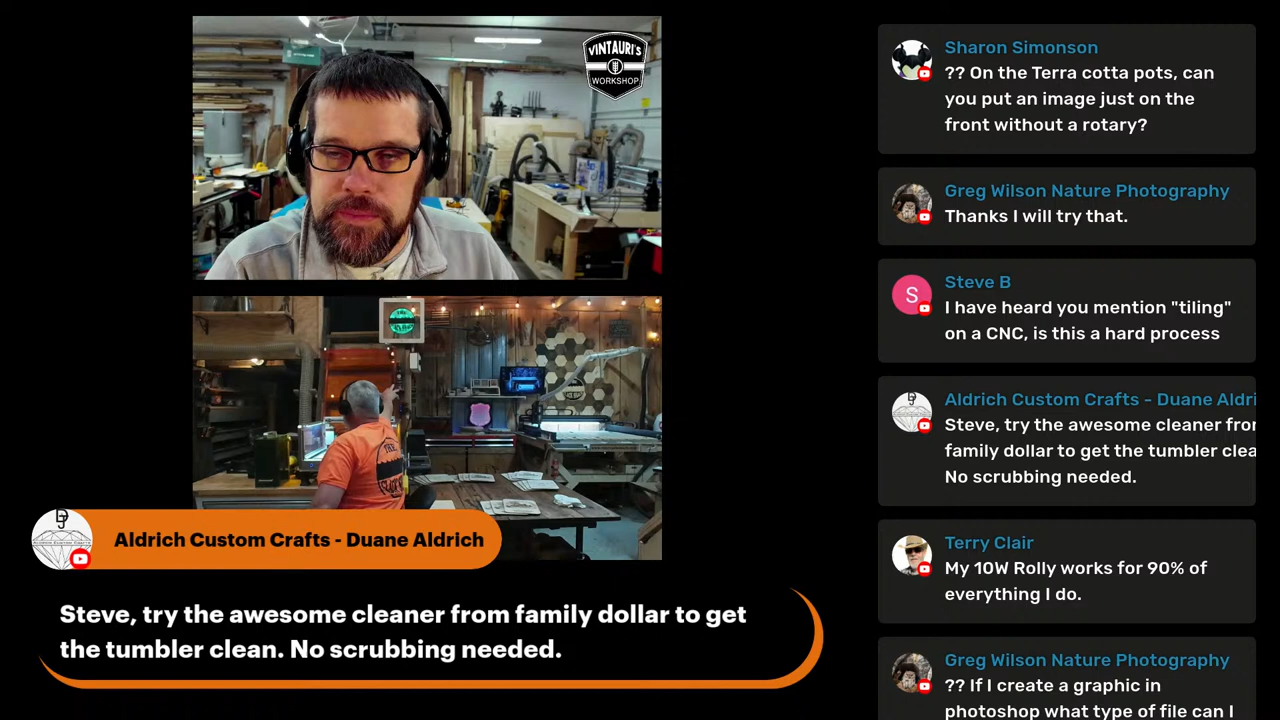 VINTAURI'S
WORKSHOP
Aldrich Custom Crafts - Duane Aldrich
Steve, try the awesome cleaner from family dollar to get
the tumbler clean. No scrubbing needed.
Sharon Simonson
?? On the Terra cotta pots, can
you put an image just on the
front without a rotary?
Greg Wilson Nature Photography
Thanks I will try that.
S
Steve B
I have heard you mention "tiling"
on a CNC, is this a hard process
Aldrich Custom Crafts - Duane Aldri
Steve, try the awesome cleaner from
family dollar to get the tumbler clea
No scrubbing needed.
Terry Clair
My 10W Rolly works for 90% of
everything I do.
Greg Wilson Nature Photography
?? If I create a graphic in
photoshop what type of file can I